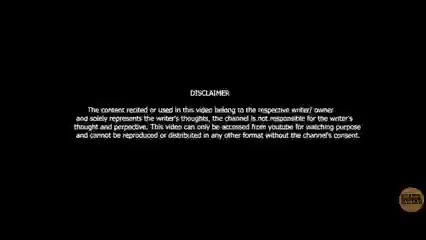 DISCLAIMER
The content recited or used in this video belong to the respective writer/ owner
and solely represents the writer's thoughts, the channel is not responsible for the writer's
thought and perpective. This video can only be accessed from youtube for watching purpose
and cannot be reproduced or distributed in any other format without the channel's consent.